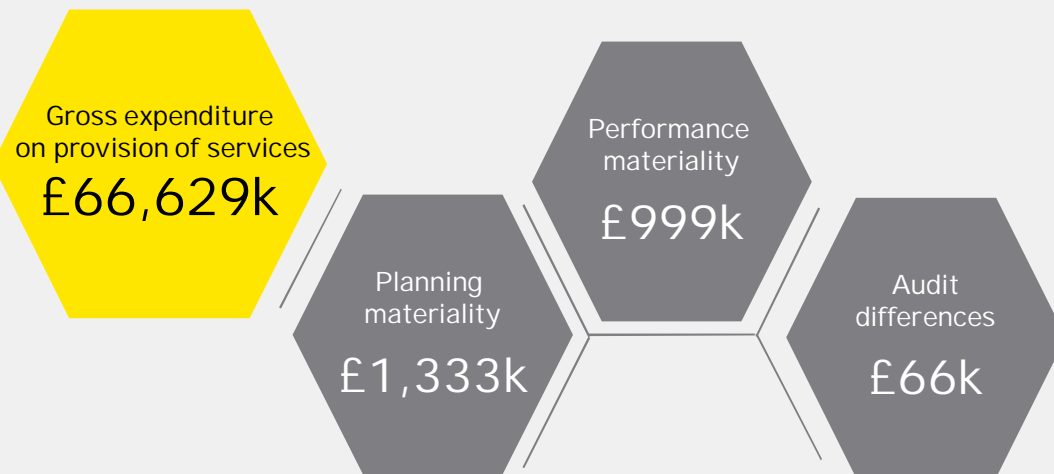 Gross expenditure
on provision of services
£66,629k
Planning
materiality
£1,333k
Performance
materiality
£999k
Audit
differences
£66k